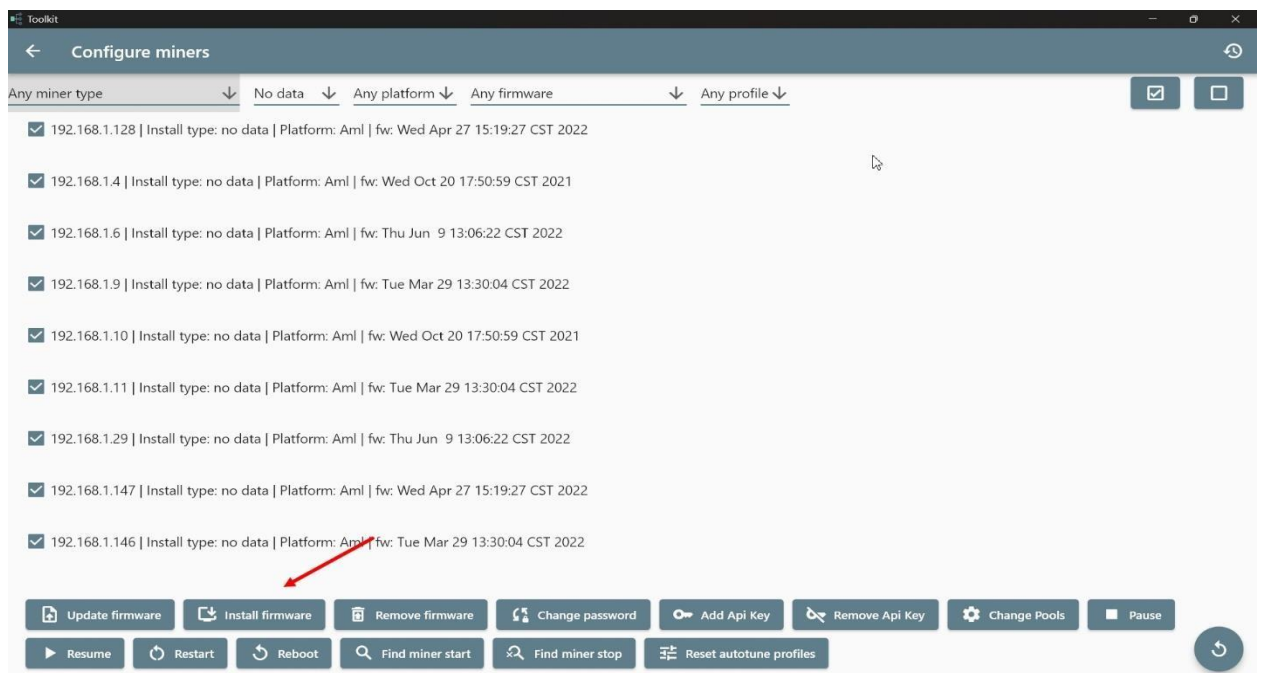 Toolkit
Configure miners
Any miner type No data Any platform Any firmware Any profile
192.168.1.128 | Install type: no data | Platform: Aml | fw: Wed Apr 27 15:19:27 CST 2022
192.168.1.4 | Install type: no data | Platform: Aml | fw: Wed Oct 20 17:50:59 CST 2021
192.168.1.6 | Install type: no data | Platform: Aml | fw: Thu Jun  9 13:06:22 CST 2022
192.168.1.9 | Install type: no data | Platform: Aml | fw: Tue Mar 29 13:30:04 CST 2022
192.168.1.10 | Install type: no data | Platform: Aml | fw: Wed Oct 20 17:50:59 CST 2021
192.168.1.11 | Install type: no data | Platform: Aml | fw: Tue Mar 29 13:30:04 CST 2022
192.168.1.29 | Install type: no data | Platform: Aml | fw: Thu Jun  9 13:06:22 CST 2022
192.168.1.147 | Install type: no data | Platform: Aml | fw: Wed Apr 27 15:19:27 CST 2022
192.168.1.146 | Install type: no data | Platform: Aml | fw: Tue Mar 29 13:30:04 CST 2022
Update firmware Install firmware Remove firmware Change password Add Api Key Remove Api Key Change Pools Pause
Resume Restart Reboot Find miner start Find miner stop Reset autotune profiles